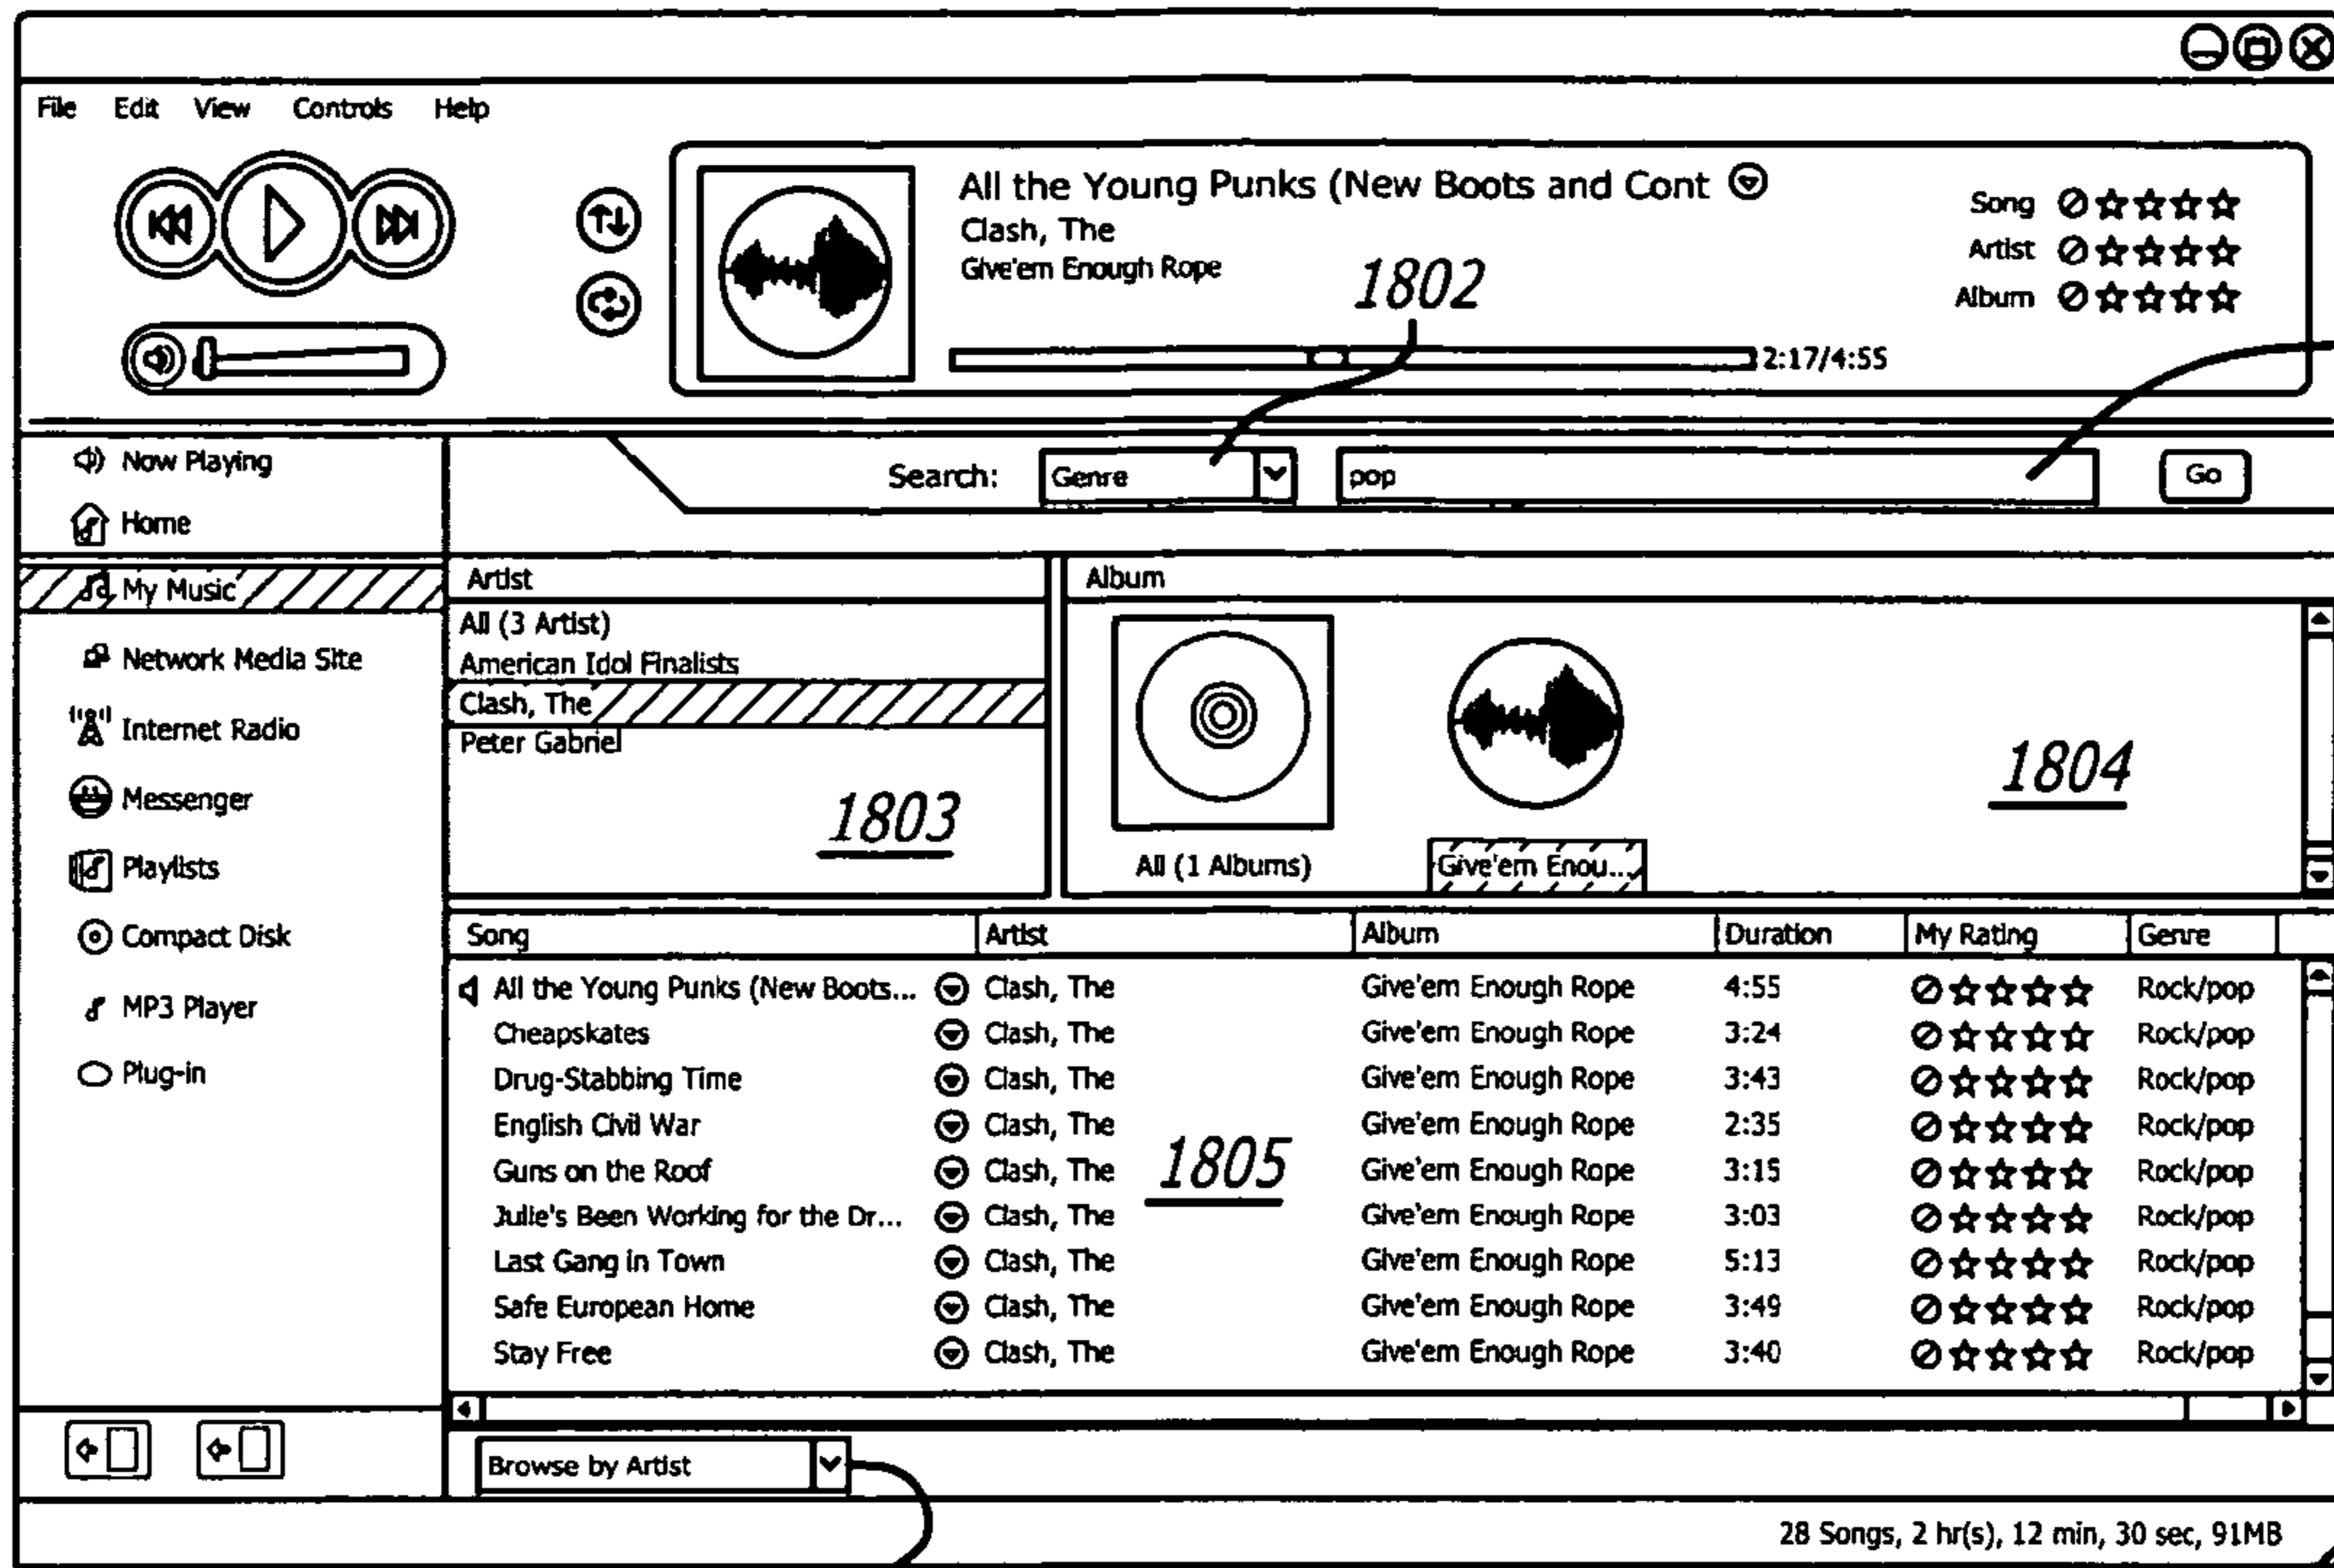 File Edit View Controls Help
All the Young Punks (New Boots and Cont
Clash, The
Give'em Enough Rope
1802
Song
Artist
Album
2:17/4:55
Now Playing
Home
My Music
Network Media Site
Internet Radio
Messenger
Playlists
Compact Disk
MP3 Player
Plug-in
Search: Genre pop Go
Artist
All (3 Artist)
American Idol Finalists
Clash, The
Peter Gabriel
1803
Album
1804
All (1 Albums) Give'em Enou...
Song Artist Album Duration My Rating Genre
All the Young Punks (New Boots... Clash, The Give'em Enough Rope 4:55 Rock/pop
Cheapskates Clash, The Give'em Enough Rope 3:24 Rock/pop
Drug-Stabbing Time Clash, The Give'em Enough Rope 3:43 Rock/pop
English Civil War Clash, The Give'em Enough Rope 2:35 Rock/pop
Guns on the Roof Clash, The Give'em Enough Rope 3:15 Rock/pop
1805
Julie's Been Working for the Dr... Clash, The Give'em Enough Rope 3:03 Rock/pop
Last Gang in Town Clash, The Give'em Enough Rope 5:13 Rock/pop
Safe European Home Clash, The Give'em Enough Rope 3:49 Rock/pop
Stay Free Clash, The Give'em Enough Rope 3:40 Rock/pop
Browse by Artist
28 Songs, 2 hr(s), 12 min, 30 sec, 91MB